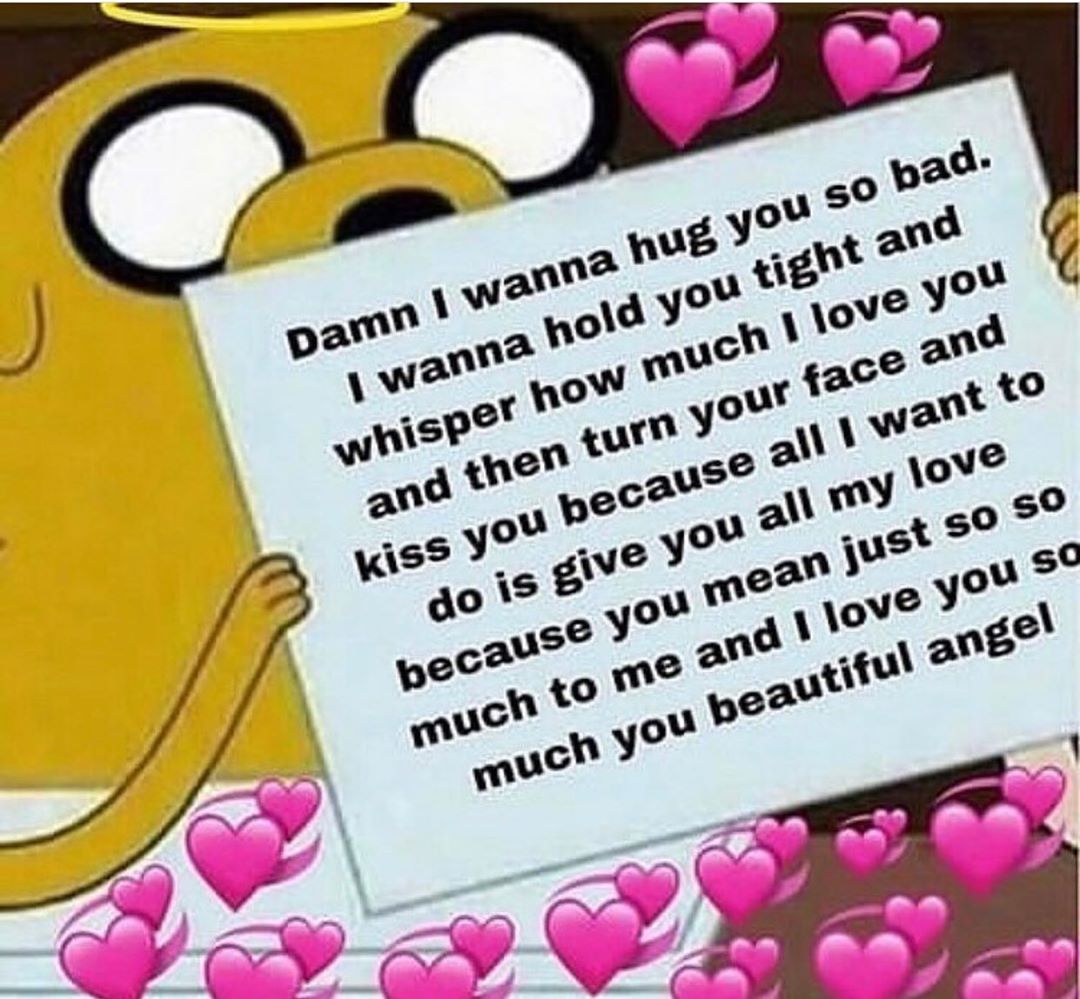 Damn I wanna hug you so bad.
I wanna hold you tight and
whisper how much I love you
and then turn your face and
kiss you because all I want to
do is give you all my love
because you mean just so so
much to me and I love you so
much you beautiful angel